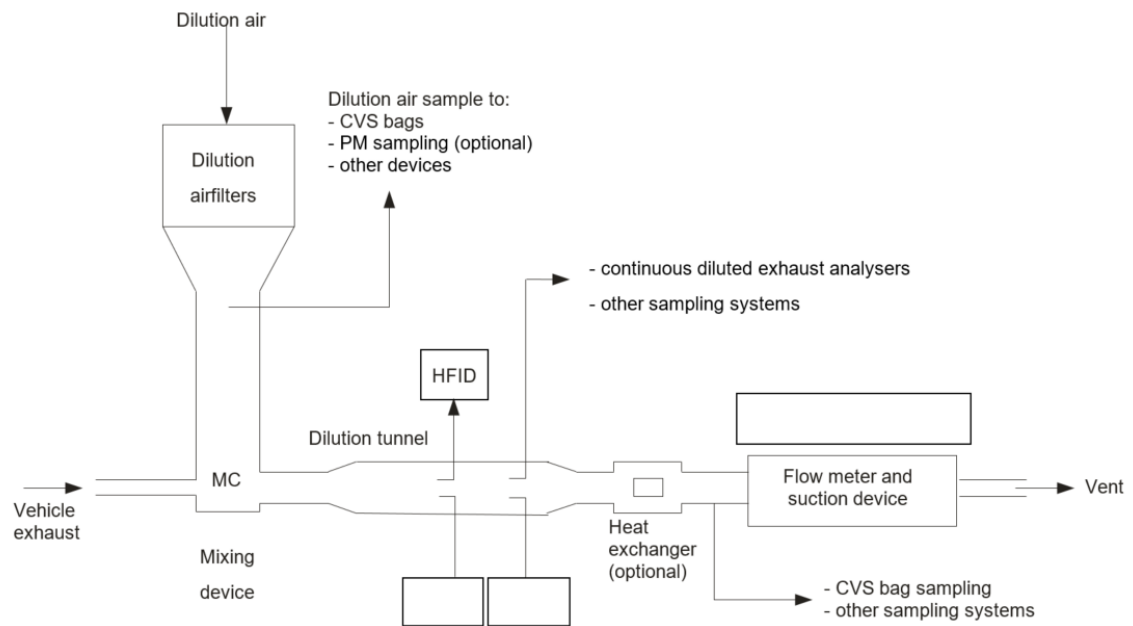 Dilution air
Dilution air sample to:
- CVS bags
- PM sampling (optional)
- other devices
Dilution
airfilters
- continuous diluted exhaust analysers
- other sampling systems
HFID
Dilution tunnel
MC
Flow meter and
suction device
Vent
Vehicle
exhaust
Heat
exchanger
(optional)
Mixing
device
- CVS bag sampling
- other sampling systems